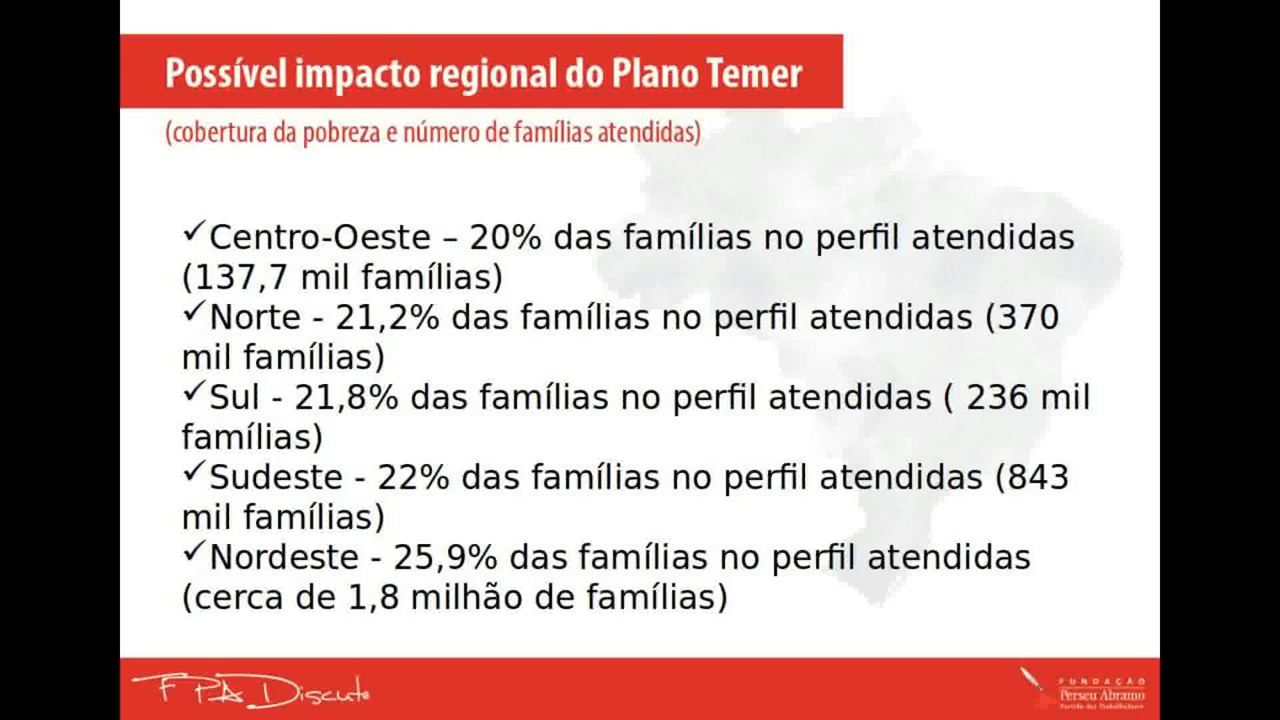 Possível impacto regional do Plano Temer
(cobertura da pobreza e número de famílias atendidas)
✓Centro-Oeste – 20% das famílias no perfil atendidas
(137,7 mil famílias)
✓Norte - 21,2% das famílias no perfil atendidas (370
mil famílias)
✓Sul - 21,8% das famílias no perfil atendidas ( 236 mil
famílias)
✓Sudeste - 22% das famílias no perfil atendidas (843
mil famílias)
✓Nordeste - 25,9% das famílias no perfil atendidas
(cerca de 1,8 milhão de famílias)
FPA Discute
FUNDAÇÃO
Perseu Abramo
Partido dos Trabalhadores